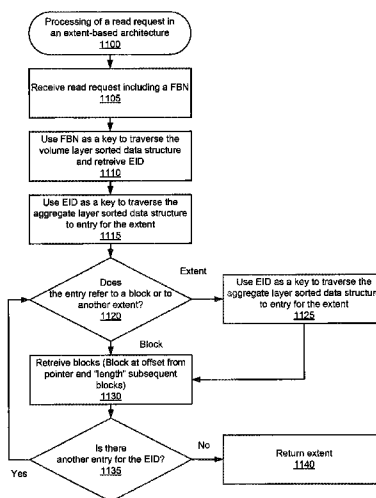 Processing of a read request in
an extent-based architecture
1100
Receive read request including a FBN
1105
Use FBN as a key to traverse the
volume layer sorted data structure
and retreive EID
1110
Use EID as a key to traverse the
aggregate layer sorted data structure
to entry for the extent
1115
Does
the entry refer to a block or to
another extent?
1120
Extent
Use EID as a key to traverse the
aggregate layer sorted data structure
to entry for the extent
1125
Block
Retreive blocks (Block at offset from
pointer and "length" subsequent
blocks)
1130
Is there
another entry for the EID?
1135
Yes
No
Return extent
1140